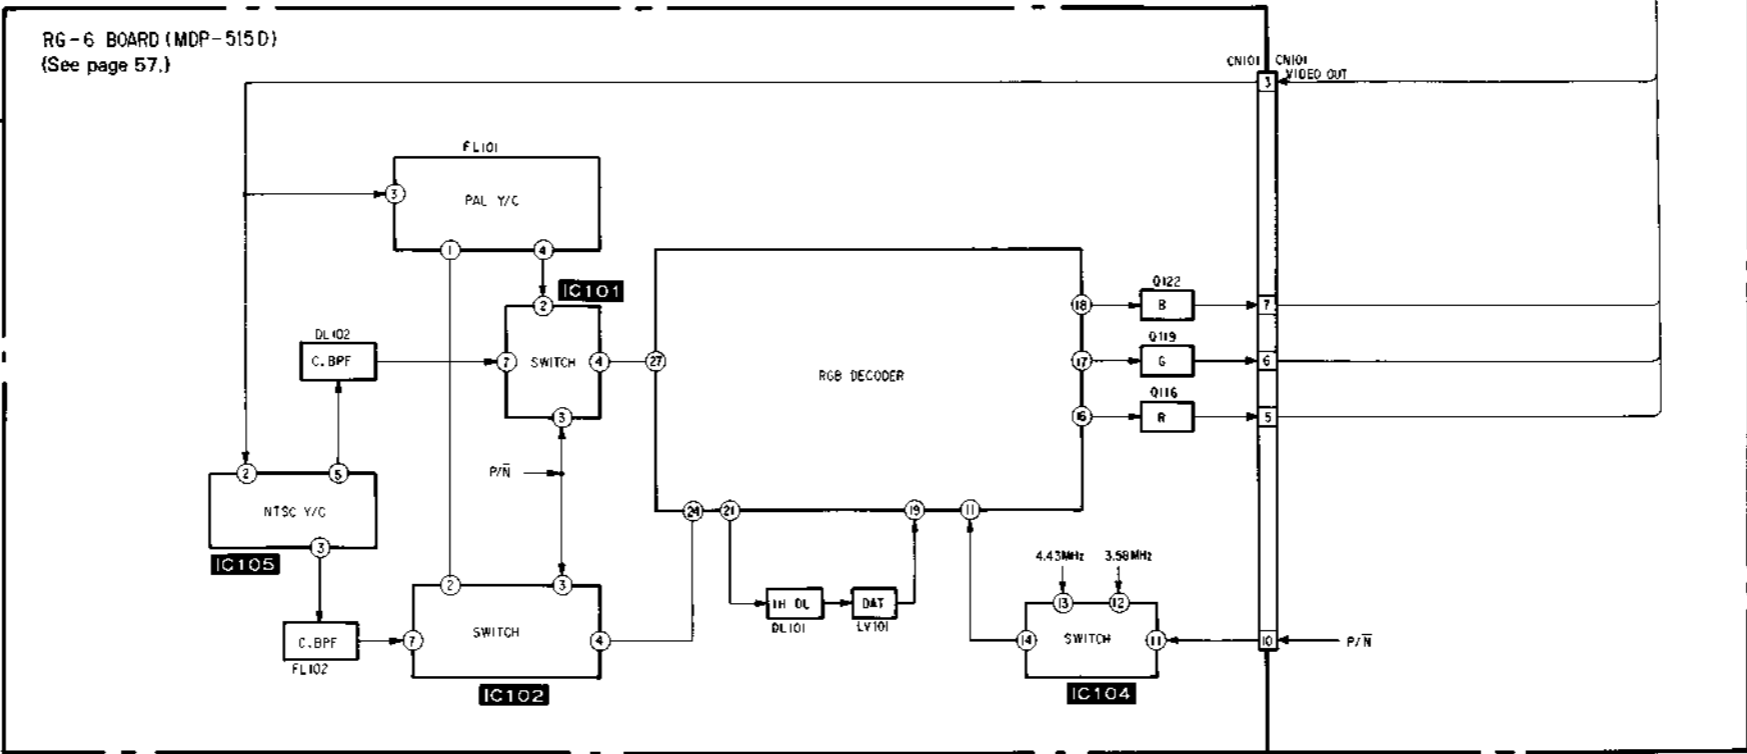 RG-6 BOARD (MDP-515D)
(See page 57.)
CN101
CN101
VIDEO OUT
3
FL101
3
PAL Y/C
1
4
IC101
2
DL102
C.BPF
7
SWITCH
4
3
27
RGB DECODER
18
17
16
Q122
B
7
Q119
G
6
Q116
R
5
P/N̅
2
5
NTSC Y/C
3
IC105
24
21
19
11
4.43MHz
3.58MHz
1H DL
DL101
DAT
LV101
2
3
SWITCH
7
4
IC102
C.BPF
FL102
13
12
14
SWITCH
11
IC104
10
P/N̅